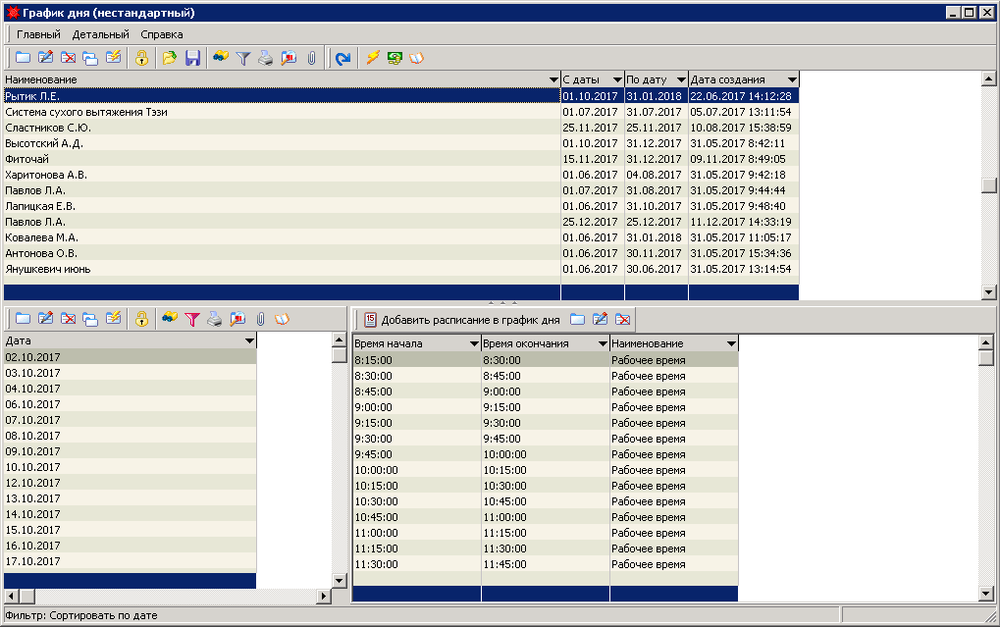 График дня (нестандартный)
Главный Детальный Справка
Наименование С даты По дату Дата создания
Рытик Л.Е. 01.10.2017 31.01.2018 22.06.2017 14:12:28
Система сухого вытяжения Тэзи 01.07.2017 31.07.2017 05.07.2017 13:11:54
Сластников С.Ю. 25.11.2017 25.11.2017 10.08.2017 15:38:59
Высотский А.Д. 01.10.2017 31.12.2017 31.05.2017 8:42:11
Фиточай 15.11.2017 31.12.2017 09.11.2017 8:49:05
Харитонова А.В. 01.06.2017 04.08.2017 31.05.2017 9:42:18
Павлов Л.А. 01.07.2017 31.08.2017 31.05.2017 9:44:44
Лапицкая Е.В. 01.06.2017 31.10.2017 31.05.2017 9:48:40
Павлов Л.А. 25.12.2017 25.12.2017 11.12.2017 14:33:19
Ковалева М.А. 01.06.2017 31.01.2018 31.05.2017 11:05:17
Антонова О.В. 01.06.2017 30.11.2017 31.05.2017 15:34:36
Янушкевич июнь 01.06.2017 30.06.2017 31.05.2017 13:14:54
Дата
02.10.2017
03.10.2017
04.10.2017
06.10.2017
07.10.2017
08.10.2017
09.10.2017
10.10.2017
12.10.2017
13.10.2017
14.10.2017
15.10.2017
16.10.2017
17.10.2017
15 Добавить расписание в график дня
Время начала Время окончания Наименование
8:15:00 8:30:00 Рабочее время
8:30:00 8:45:00 Рабочее время
8:45:00 9:00:00 Рабочее время
9:00:00 9:15:00 Рабочее время
9:15:00 9:30:00 Рабочее время
9:30:00 9:45:00 Рабочее время
9:45:00 10:00:00 Рабочее время
10:00:00 10:15:00 Рабочее время
10:15:00 10:30:00 Рабочее время
10:30:00 10:45:00 Рабочее время
10:45:00 11:00:00 Рабочее время
11:00:00 11:15:00 Рабочее время
11:15:00 11:30:00 Рабочее время
11:30:00 11:45:00 Рабочее время
Фильтр: Сортировать по дате